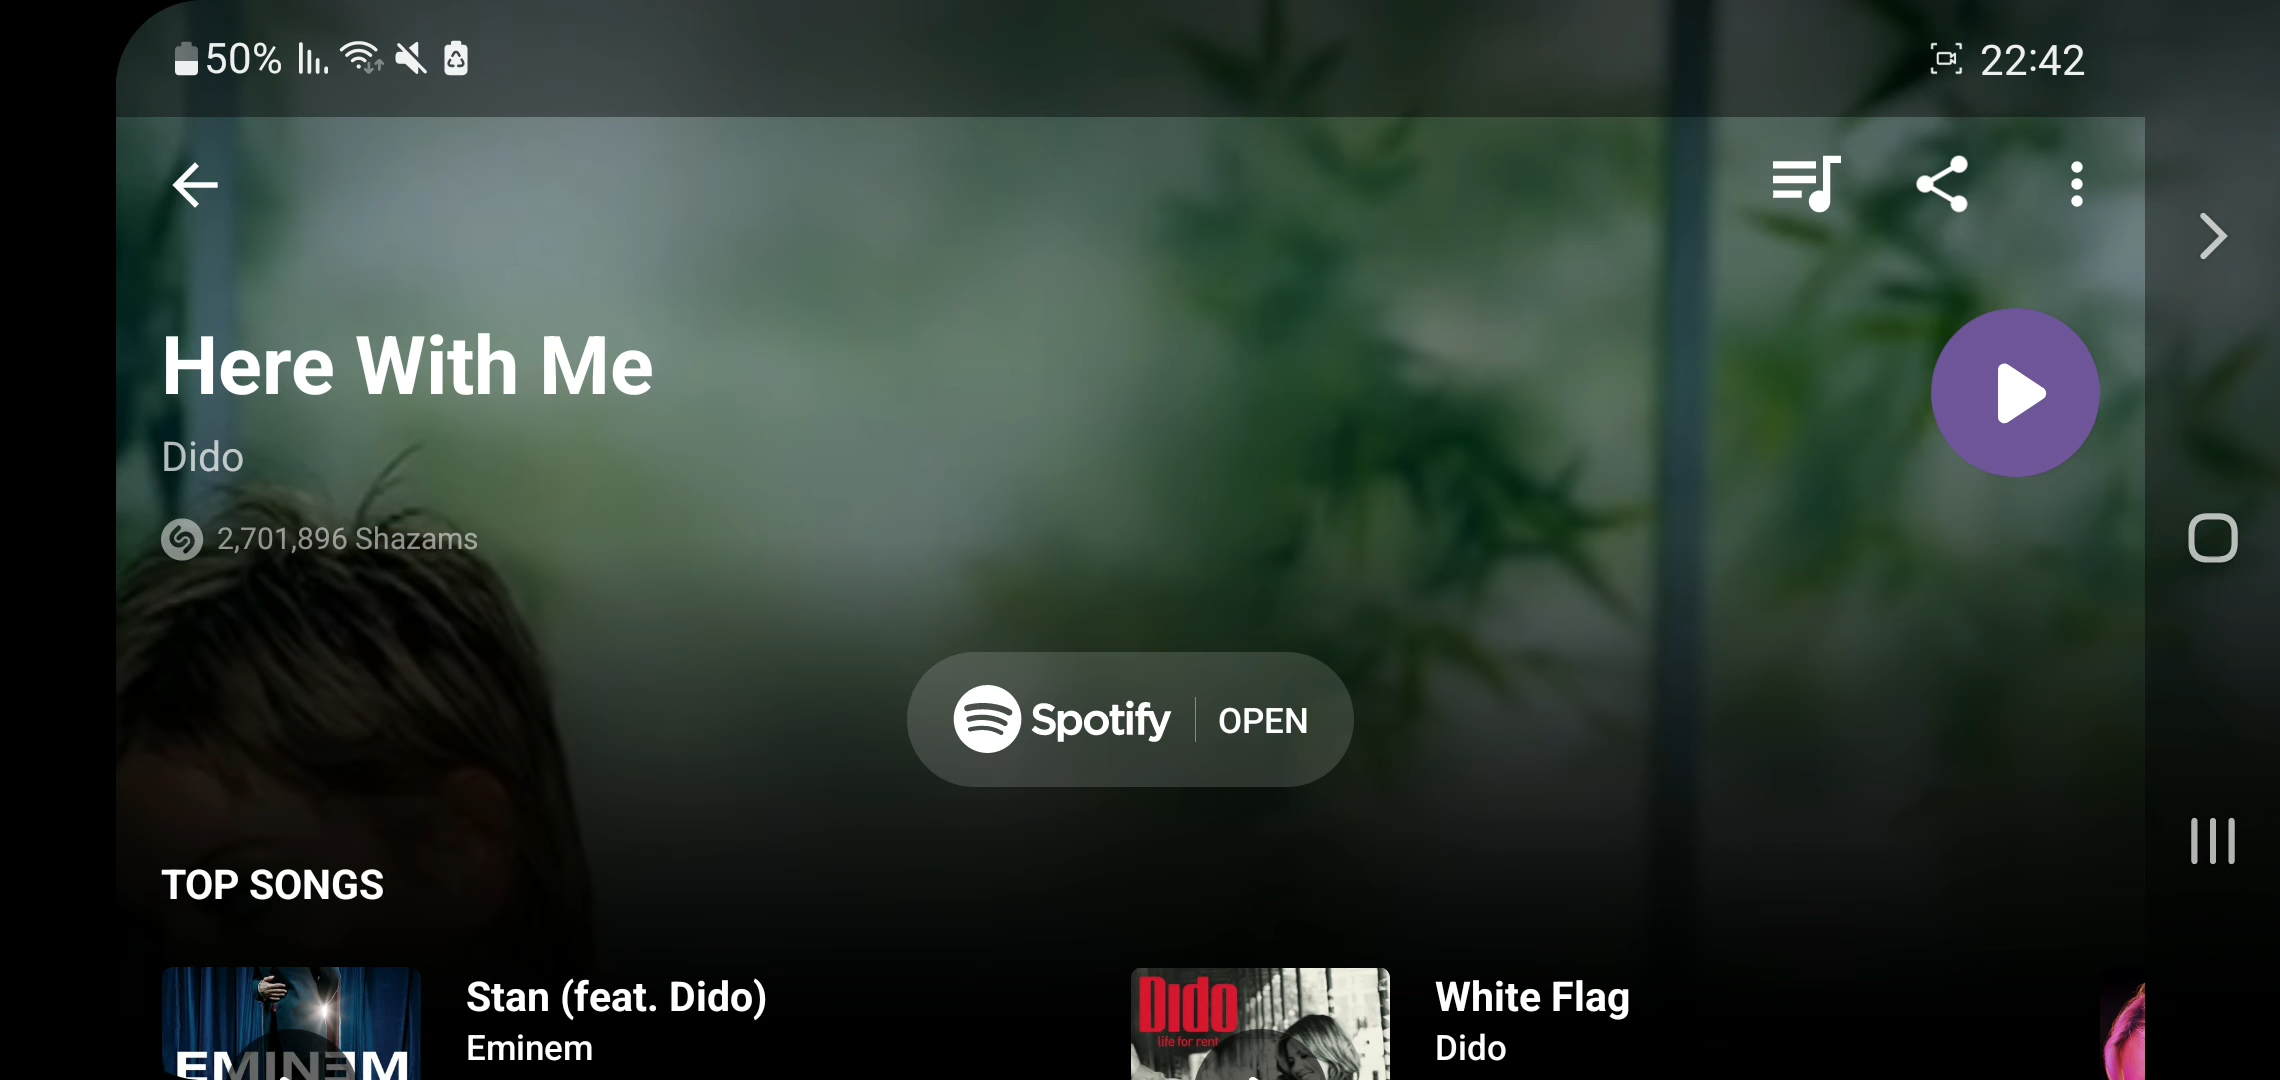 50%
22:42
Here With Me
Dido
2,701,896 Shazams
Spotify OPEN
TOP SONGS
EMINEM
Stan (feat. Dido)
Eminem
Dido
life for rent
White Flag
Dido